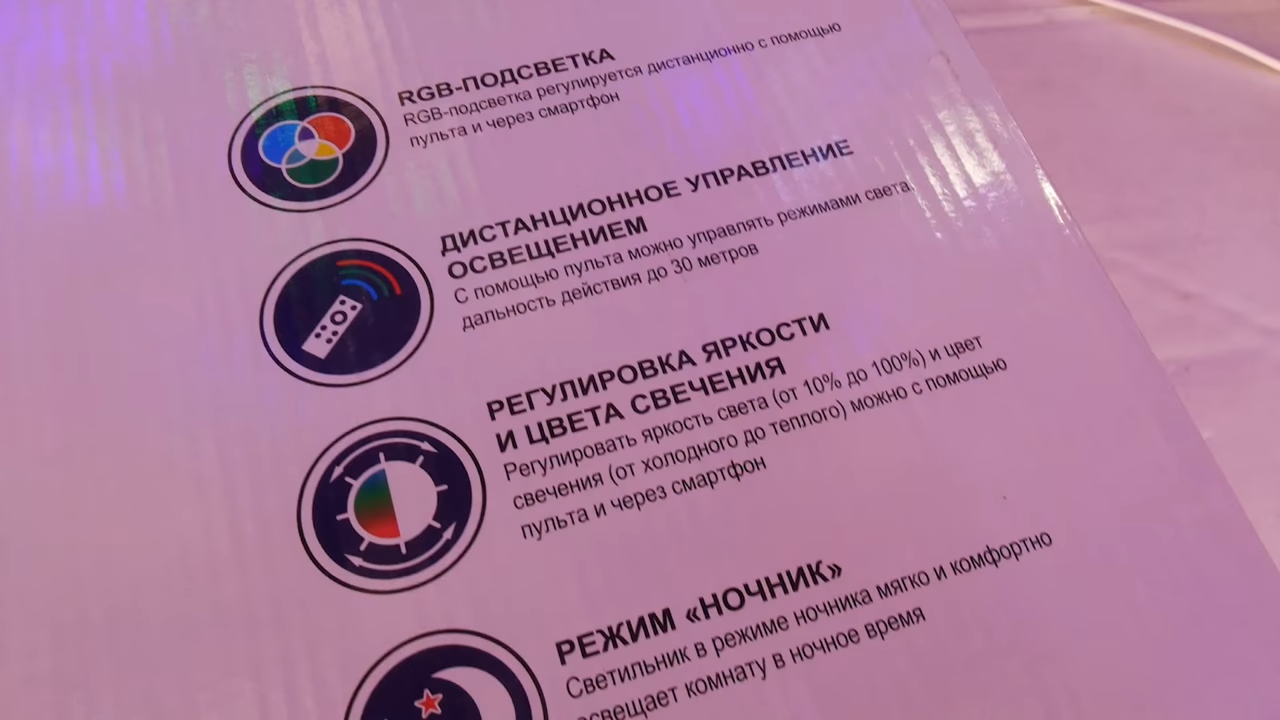 RGB-ПОДСВЕТКА
RGB-подсветка регулируется дистанционно с помощью
пульта и через смартфон
ДИСТАНЦИОННОЕ УПРАВЛЕНИЕ
ОСВЕЩЕНИЕМ
С помощью пульта можно управлять режимами света,
дальность действия до 30 метров
РЕГУЛИРОВКА ЯРКОСТИ
И ЦВЕТА СВЕЧЕНИЯ
Регулировать яркость света (от 10% до 100%) и цвет
свечения (от холодного до теплого) можно с помощью
пульта и через смартфон
РЕЖИМ «НОЧНИК»
Светильник в режиме ночника мягко и комфортно
освещает комнату в ночное время